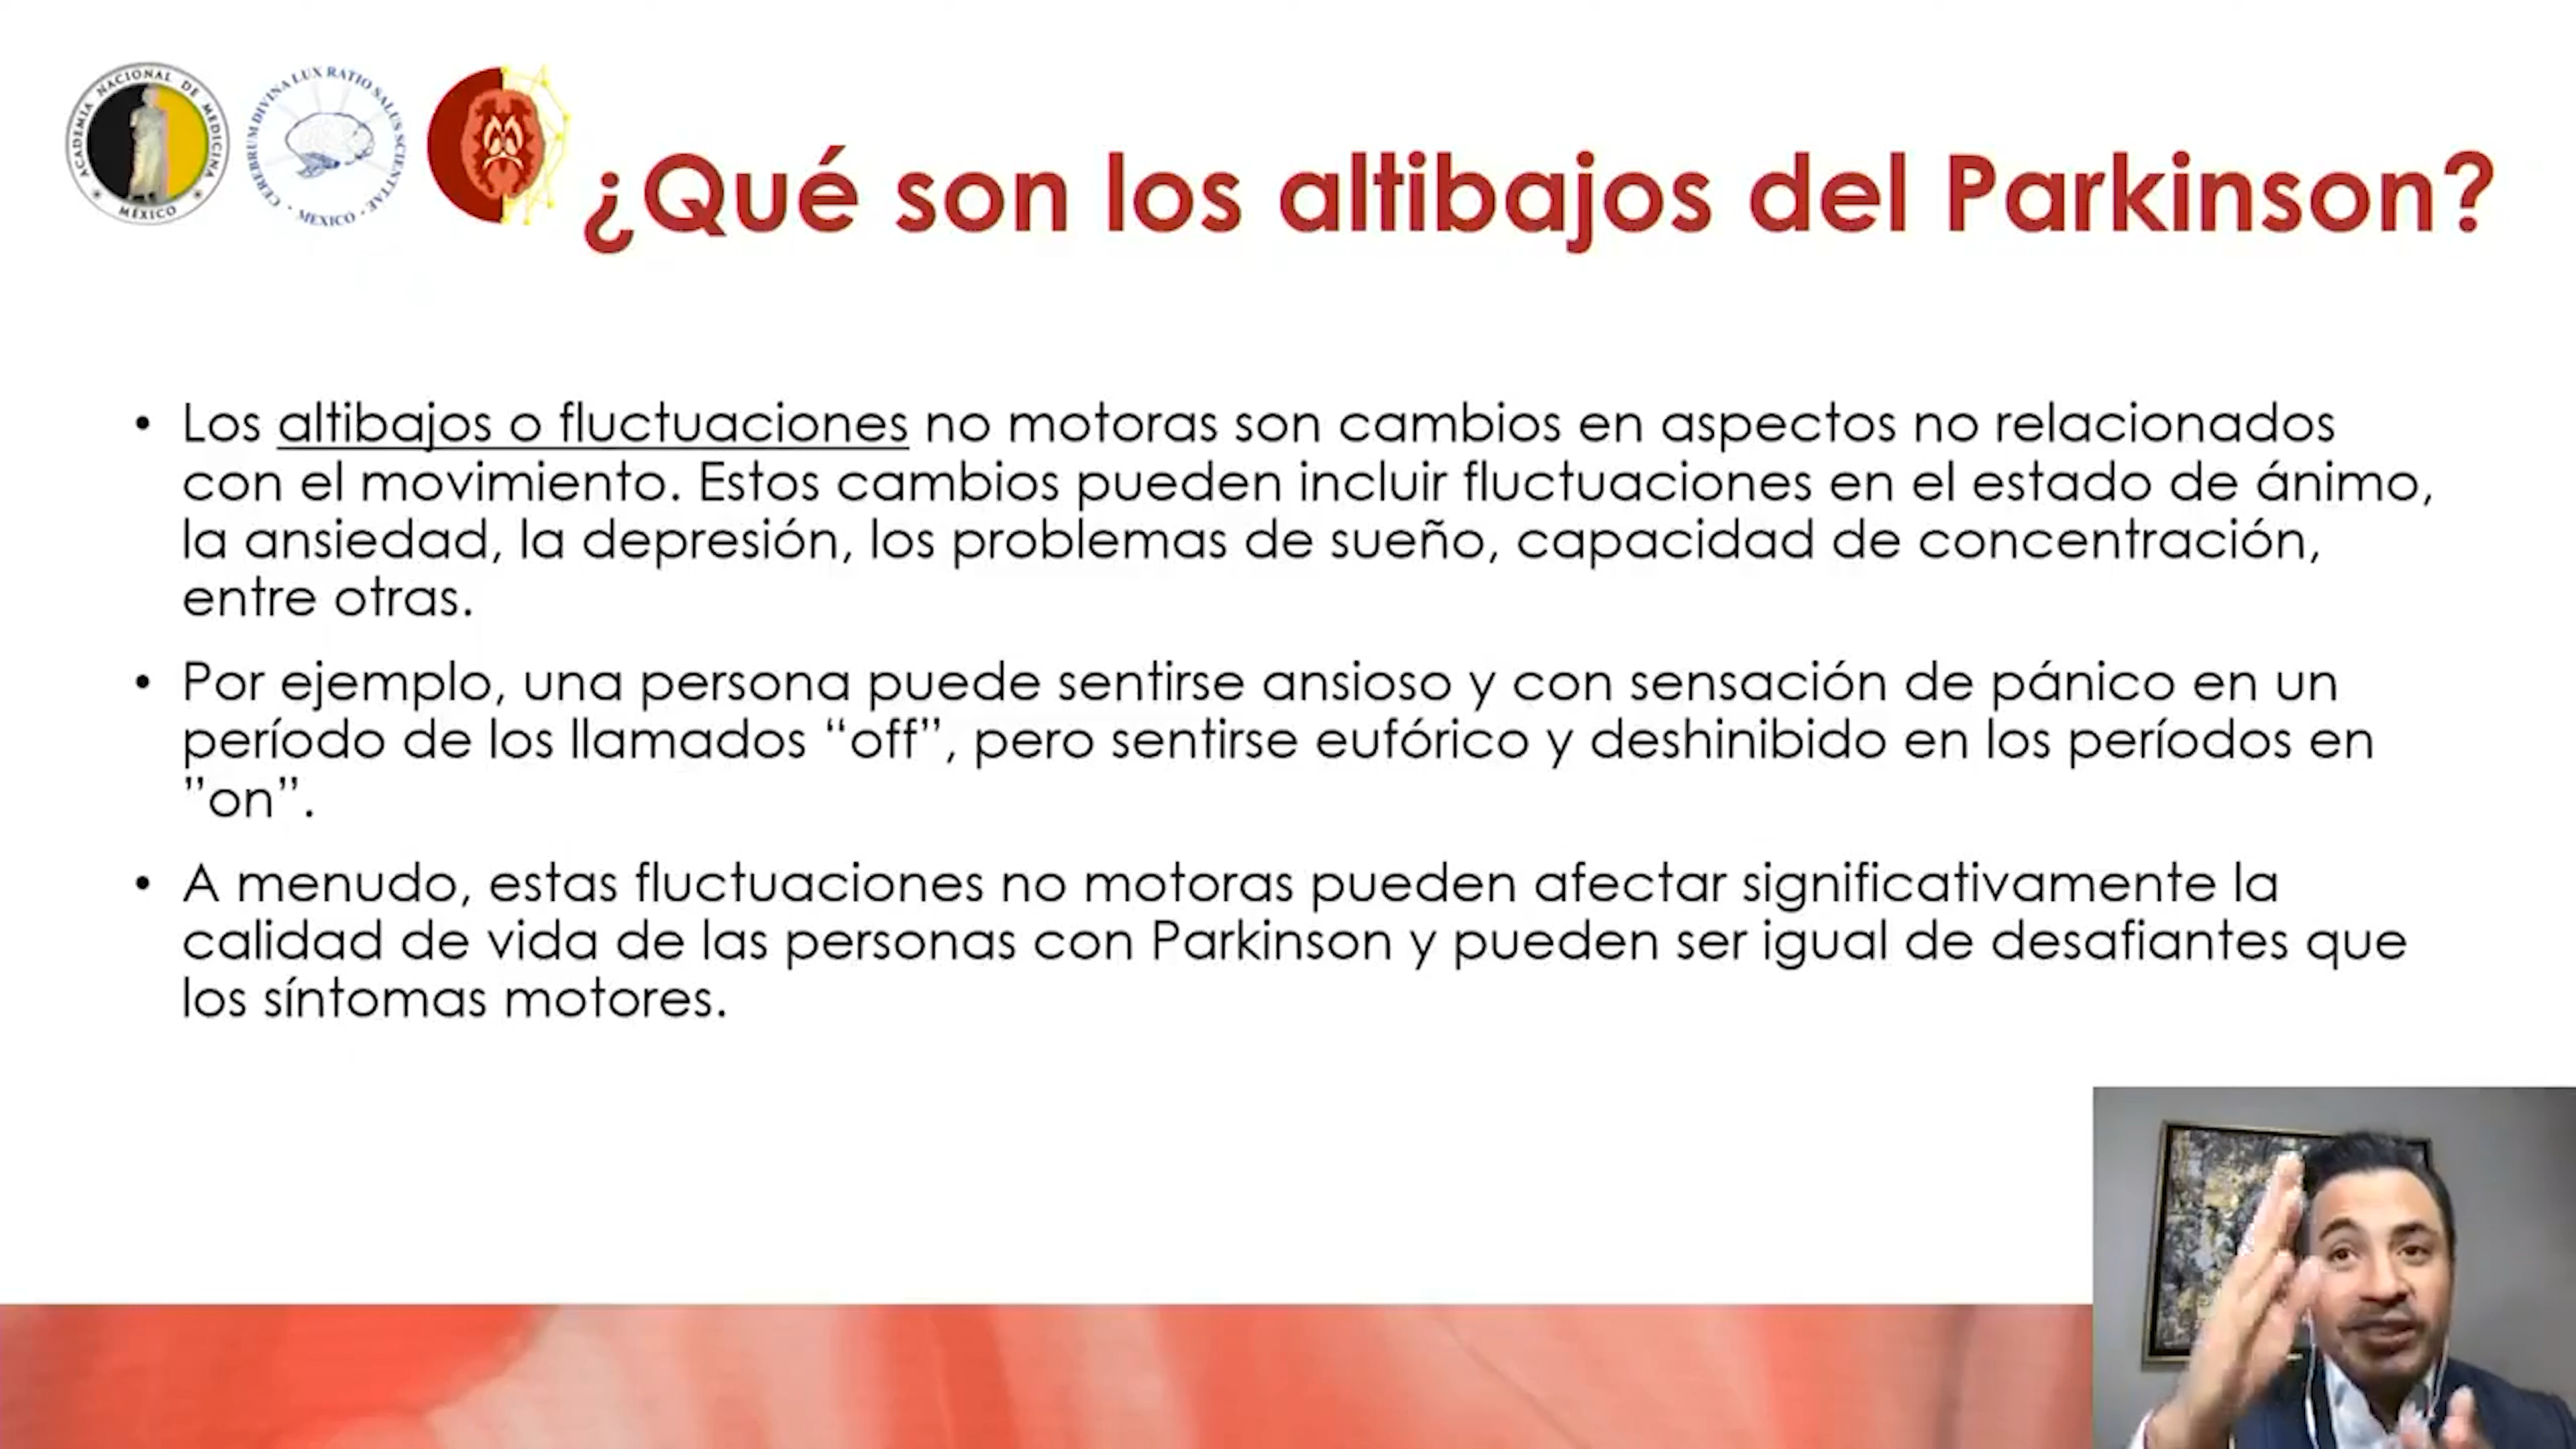 ACADEMIA NACIONAL DE MEDICINA
MÉXICO
CEREBRUM DIVINA LUX RATIO SALUS SCIENTIAE
MEXICO
¿Qué son los altibajos del Parkinson?
• Los altibajos o fluctuaciones no motoras son cambios en aspectos no relacionados
con el movimiento. Estos cambios pueden incluir fluctuaciones en el estado de ánimo,
la ansiedad, la depresión, los problemas de sueño, capacidad de concentración,
entre otras.
• Por ejemplo, una persona puede sentirse ansioso y con sensación de pánico en un
período de los llamados “off”, pero sentirse eufórico y deshinibido en los períodos en
”on”.
• A menudo, estas fluctuaciones no motoras pueden afectar significativamente la
calidad de vida de las personas con Parkinson y pueden ser igual de desafiantes que
los síntomas motores.